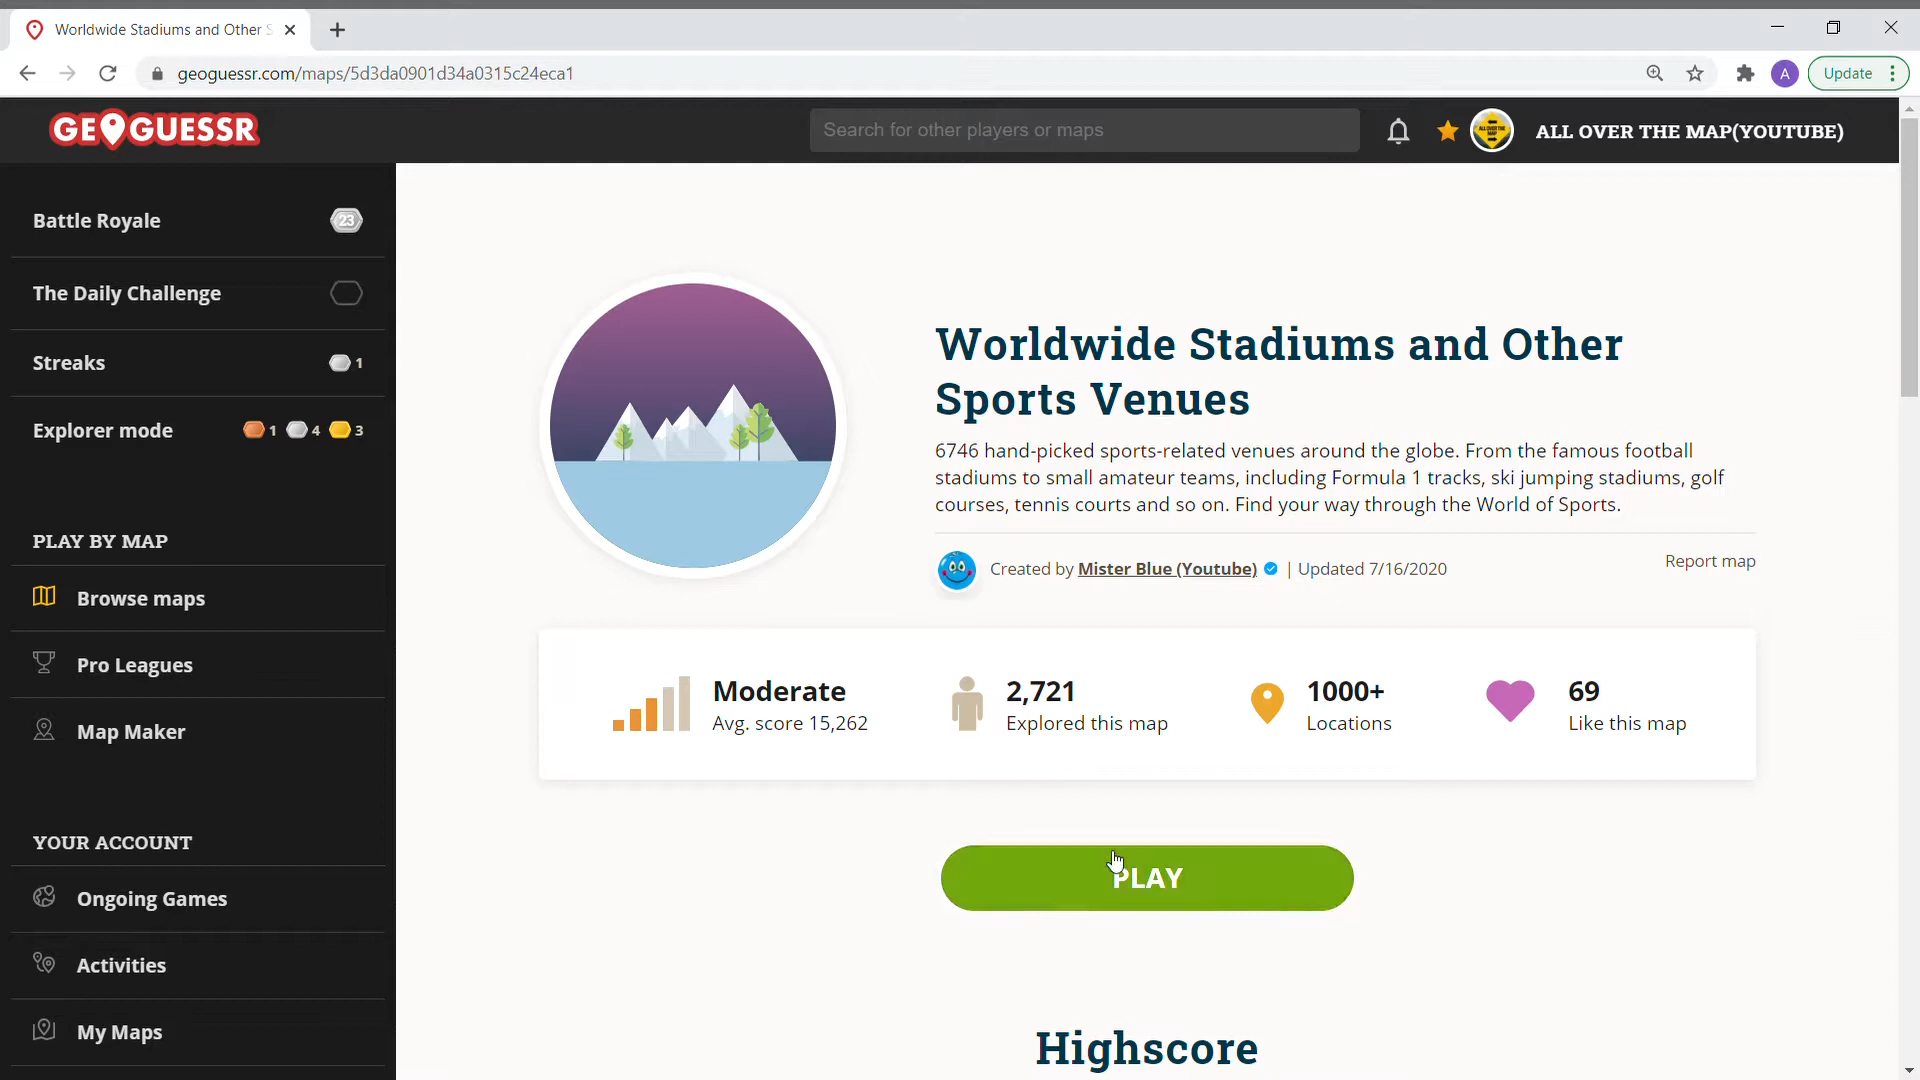 Worldwide Stadiums and Other S
geoguessr.com/maps/5d3da0901d34a0315c24eca1
A
Update
GEOGUESSR
Search for other players or maps
ALL OVER THE MAP(YOUTUBE)
Battle Royale
23
The Daily Challenge
Streaks
1
Explorer mode
1
4
3
PLAY BY MAP
Browse maps
Pro Leagues
Map Maker
YOUR ACCOUNT
Ongoing Games
Activities
My Maps
Worldwide Stadiums and Other
Sports Venues
6746 hand-picked sports-related venues around the globe. From the famous football
stadiums to small amateur teams, including Formula 1 tracks, ski jumping stadiums, golf
courses, tennis courts and so on. Find your way through the World of Sports.
Created by Mister Blue (Youtube) | Updated 7/16/2020
Report map
Moderate
Avg. score 15,262
2,721
Explored this map
1000+
Locations
69
Like this map
PLAY
Highscore